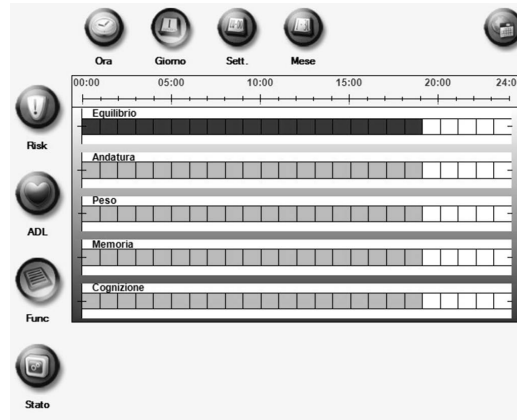 Ora Giorno Sett. Mese
00:00 05:00 10:00 15:00 20:00 24:0
Equilibrio
Risk
Andatura
Peso
ADL
Memoria
Cognizione
Func
Stato